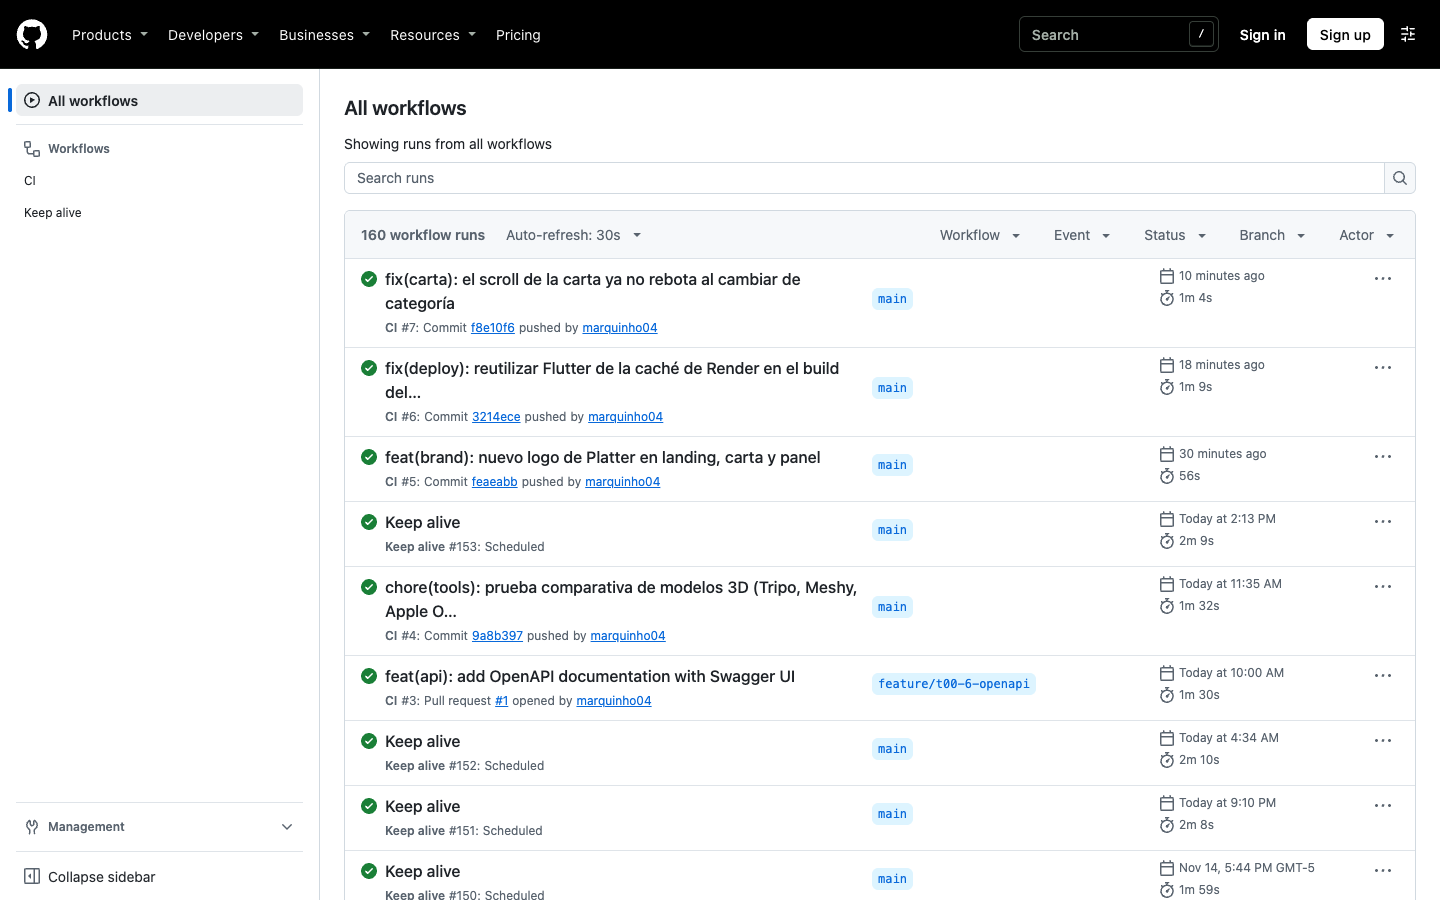 Products Developers Businesses Resources Pricing Search / Sign in Sign up
All workflows
Workflows
CI
Keep alive
Management
Collapse sidebar
All workflows
Showing runs from all workflows
Search runs
160 workflow runs Auto-refresh: 30s Workflow Event Status Branch Actor
fix(carta): el scroll de la carta ya no rebota al cambiar de
categoría
CI #7: Commit f8e10f6 pushed by marquinho04
main
10 minutes ago
1m 4s
fix(deploy): reutilizar Flutter de la caché de Render en el build
del...
CI #6: Commit 3214ece pushed by marquinho04
main
18 minutes ago
1m 9s
feat(brand): nuevo logo de Platter en landing, carta y panel
CI #5: Commit feaeabb pushed by marquinho04
main
30 minutes ago
56s
Keep alive
Keep alive #153: Scheduled
main
Today at 2:13 PM
2m 9s
chore(tools): prueba comparativa de modelos 3D (Tripo, Meshy,
Apple O...
CI #4: Commit 9a8b397 pushed by marquinho04
main
Today at 11:35 AM
1m 32s
feat(api): add OpenAPI documentation with Swagger UI
CI #3: Pull request #1 opened by marquinho04
feature/t00-6-openapi
Today at 10:00 AM
1m 30s
Keep alive
Keep alive #152: Scheduled
main
Today at 4:34 AM
2m 10s
Keep alive
Keep alive #151: Scheduled
main
Today at 9:10 PM
2m 8s
Keep alive
Keep alive #150: Scheduled
main
Nov 14, 5:44 PM GMT-5
1m 59s